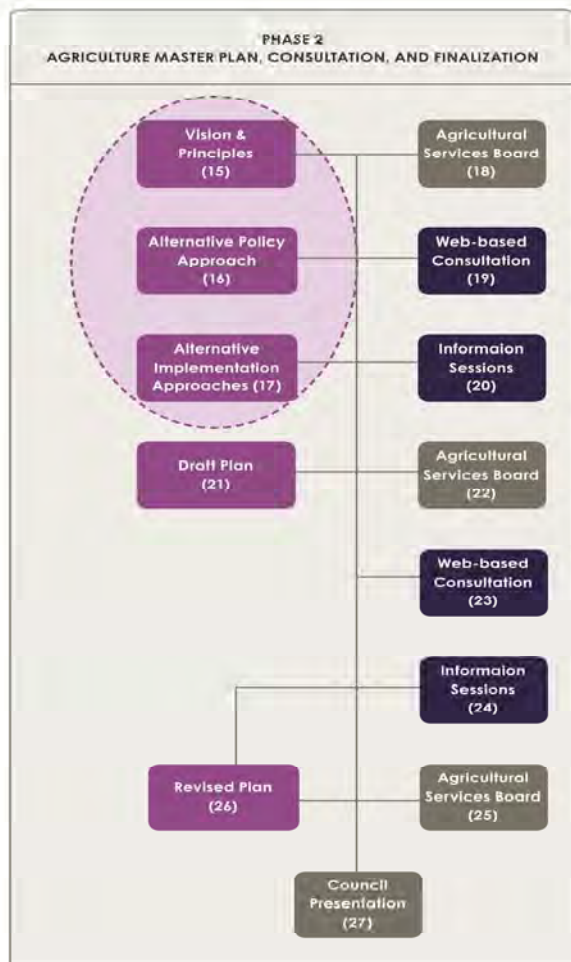 PHASE 2
AGRICULTURE MASTER PLAN, CONSULTATION, AND FINALIZATION
Vision &
Principles
(15)
Agricultural
Services Board
(18)
Alternative Policy
Approach
(16)
Web-based
Consultation
(19)
Alternative
Implementation
Approaches (17)
Informaion
Sessions
(20)
Draft Plan
(21)
Agricultural
Services Board
(22)
Web-based
Consultation
(23)
Informaion
Sessions
(24)
Revised Plan
(26)
Agricultural
Services Board
(25)
Council
Presentation
(27)